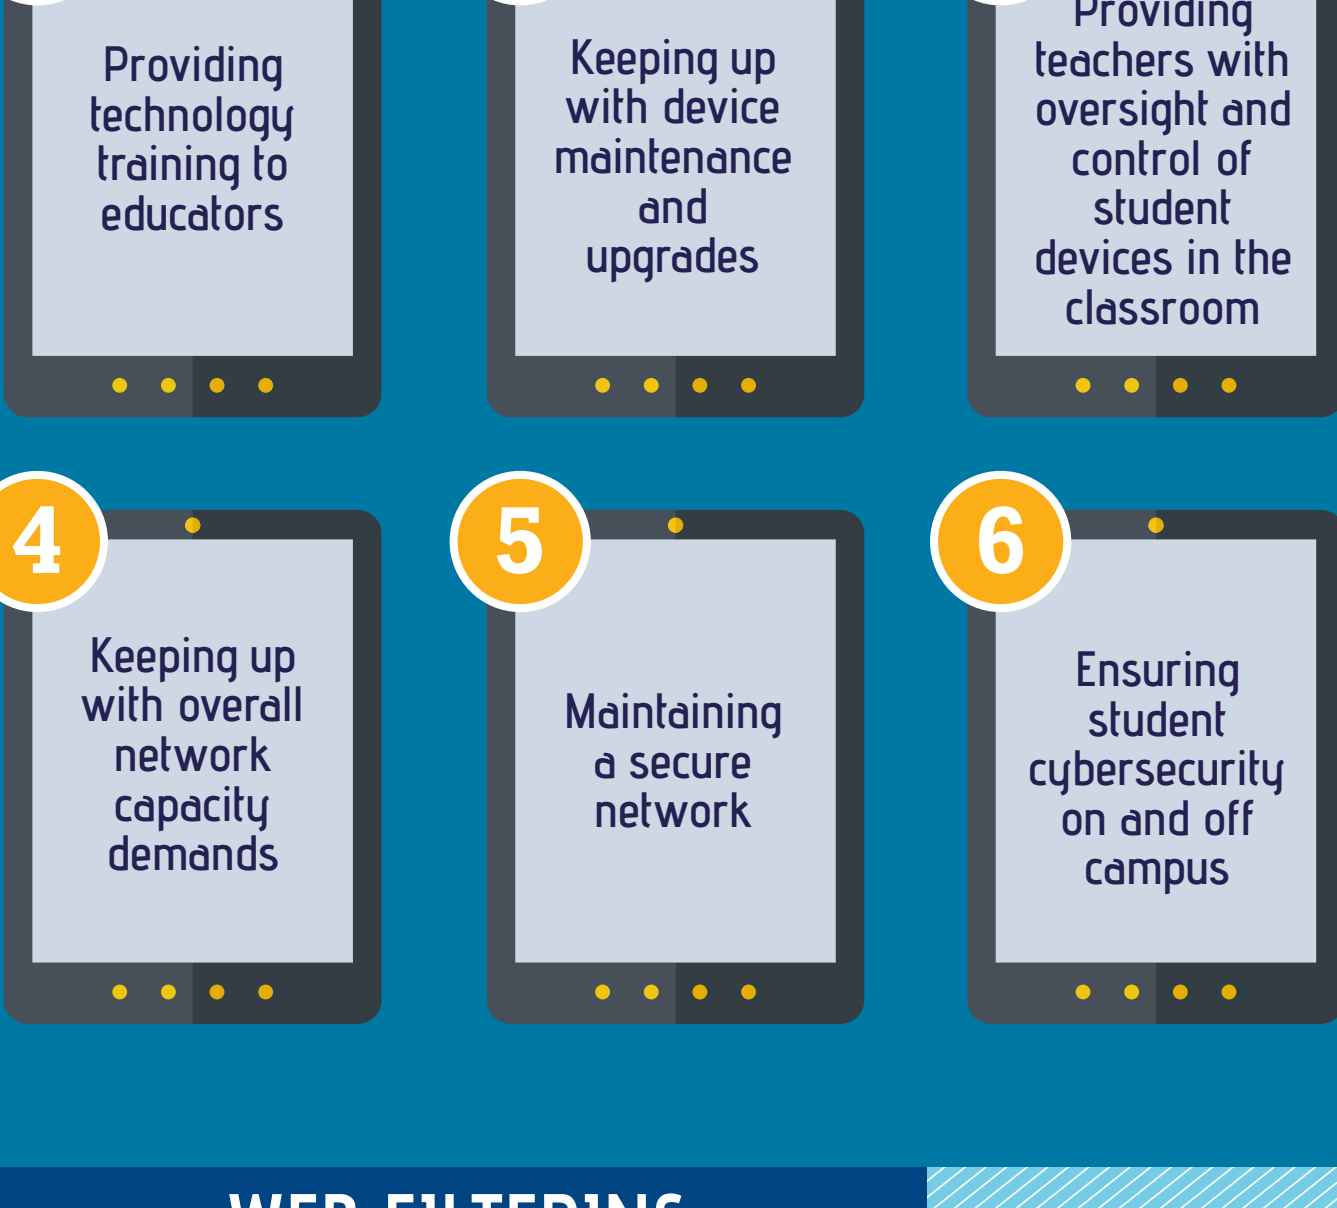 Providing
technology
training to
educators
Keeping up
with device
maintenance
and
upgrades
Providing
teachers with
oversight and
control of
student
devices in the
classroom
4
Keeping up
with overall
network
capacity
demands
5
Maintaining
a secure
network
6
Ensuring
student
cybersecurity
on and off
campus
WEB FILTERING